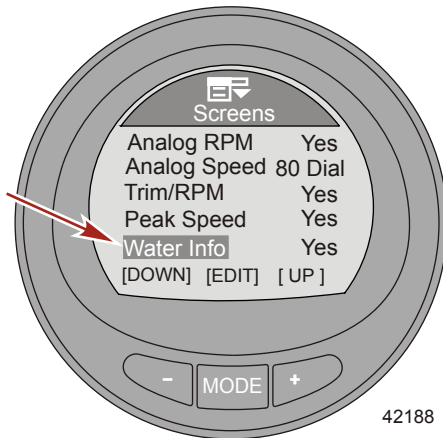 Screens
Analog RPM Yes
Analog Speed 80 Dial
Trim/RPM Yes
Peak Speed Yes
Water Info Yes
[DOWN] [EDIT] [ UP ]
- MODE +
42188